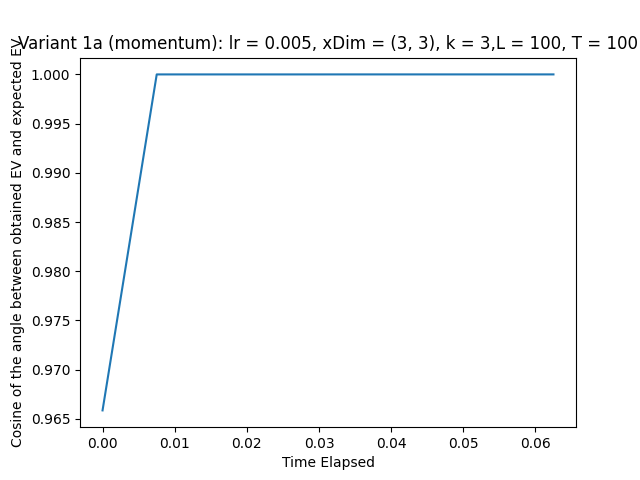 Variant 1a (momentum): lr = 0.005, xDim = (3, 3), k = 3,L = 100, T = 100
Cosine of the angle between obtained EV and expected EV
1.000
0.995
0.990
0.985
0.980
0.975
0.970
0.965
0.00 0.01 0.02 0.03 0.04 0.05 0.06
Time Elapsed